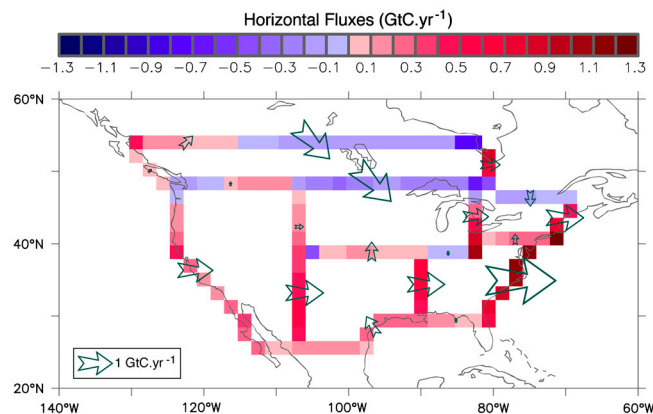 Horizontal Fluxes (GtC.yr⁻¹)
−1.3 −1.1 −0.9 −0.7 −0.5 −0.3 −0.1 0.1 0.3 0.5 0.7 0.9 1.1 1.3
60°N
40°N
1 GtC.yr⁻¹
20°N
140°W 120°W 100°W 80°W 60°W